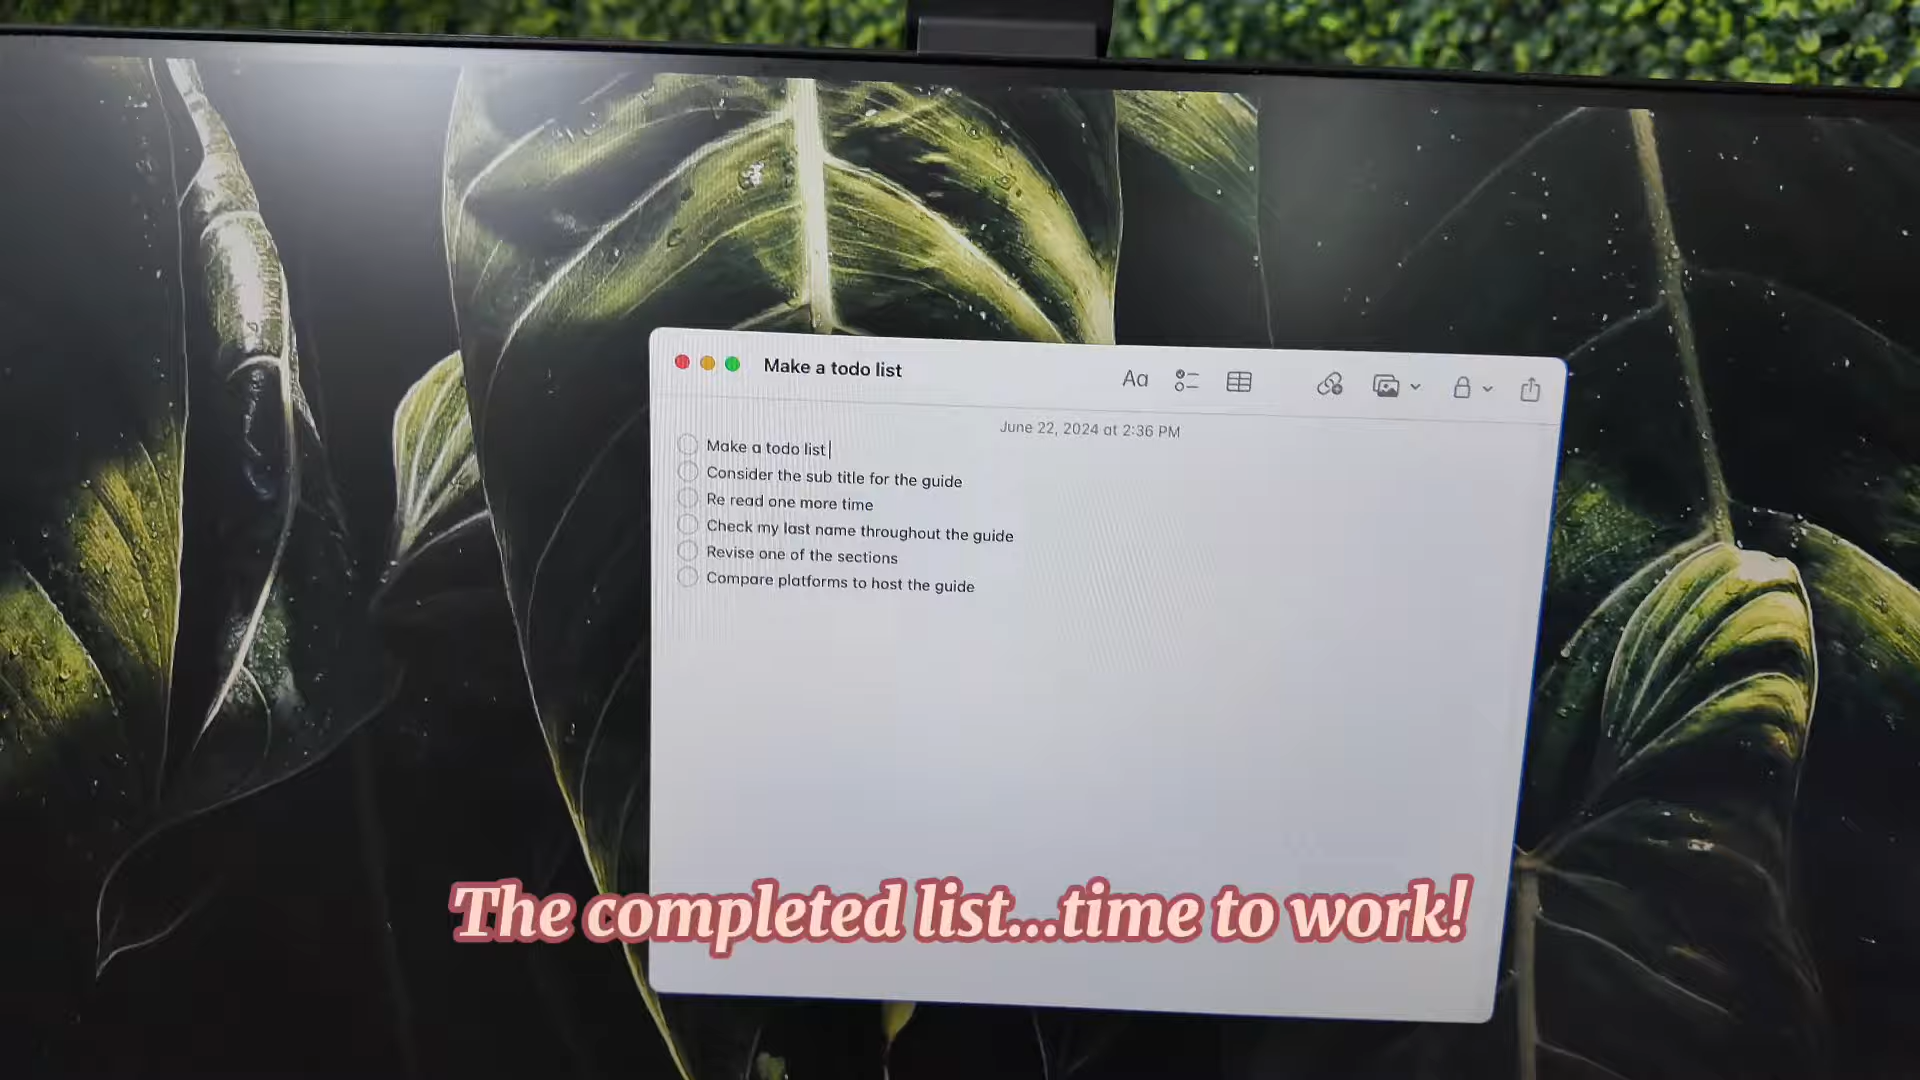 Make a todo list
Aa
June 22, 2024 at 2:36 PM
Make a todo list
Consider the sub title for the guide
Re read one more time
Check my last name throughout the guide
Revise one of the sections
Compare platforms to host the guide
The completed list...time to work!